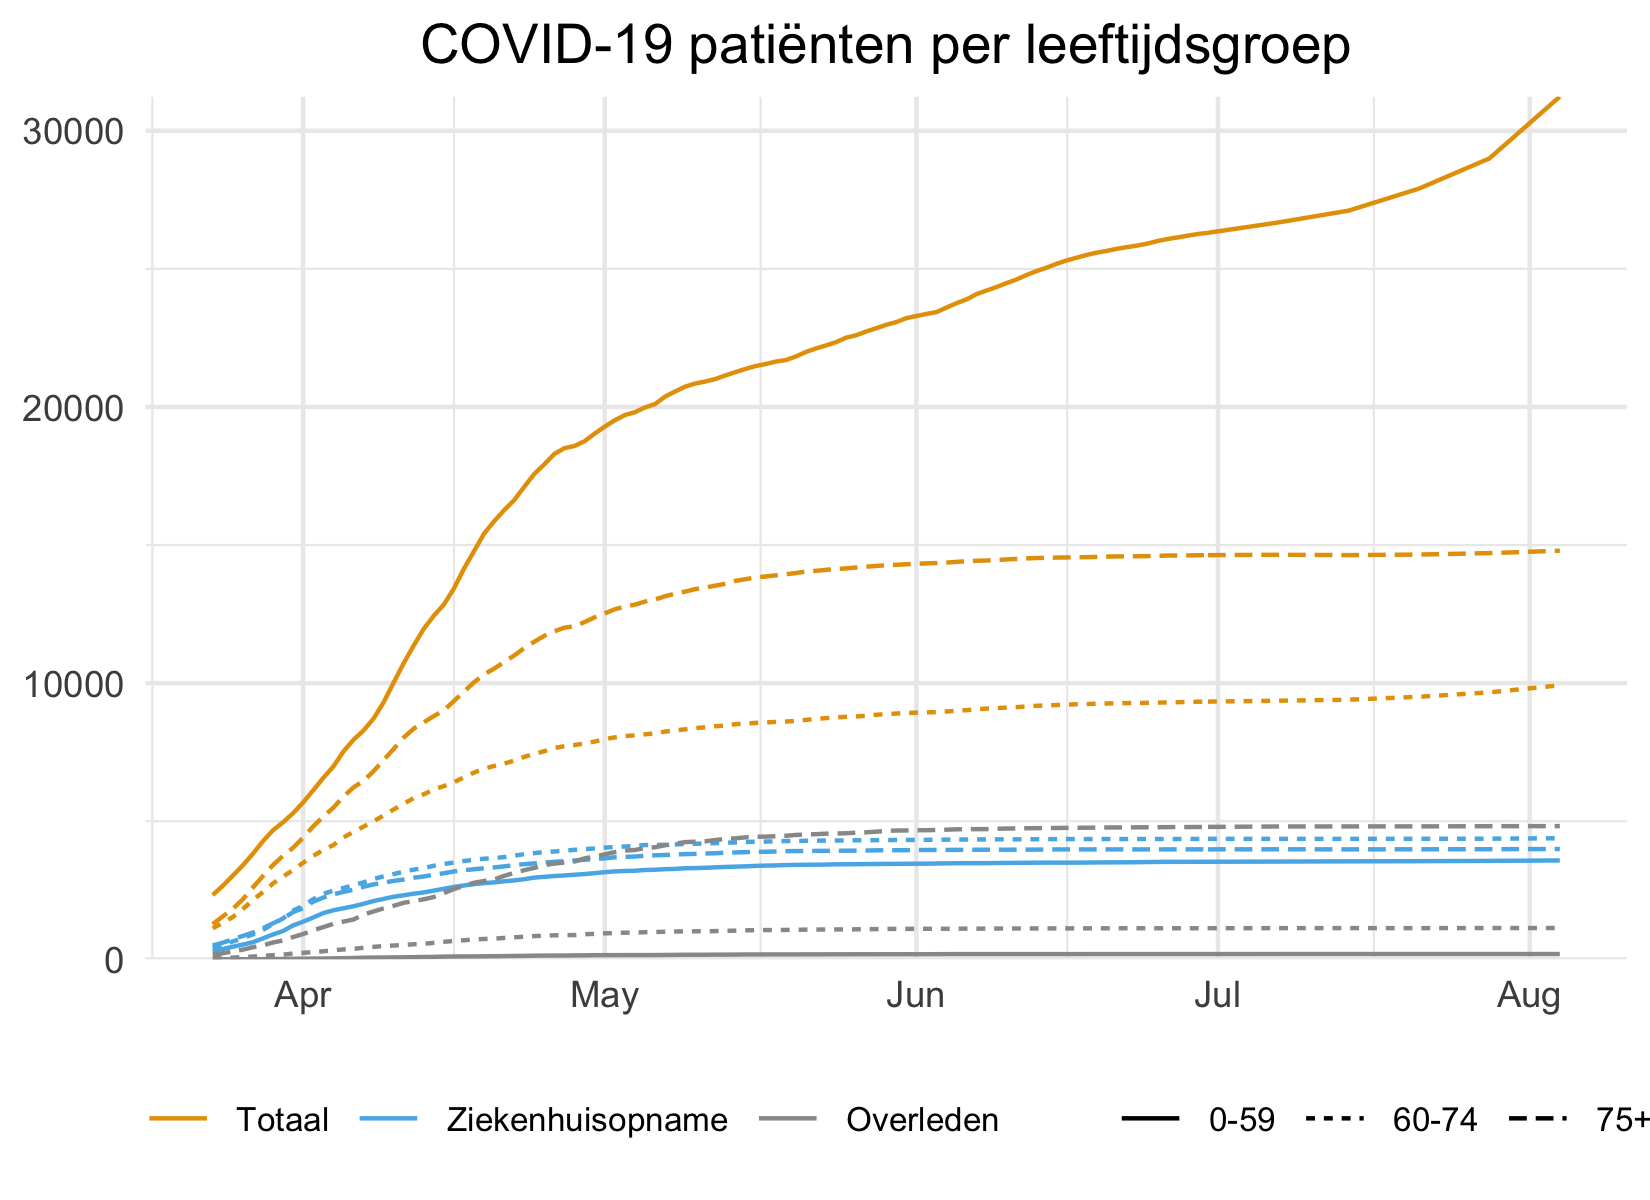 COVID-19 patiënten per leeftijdsgroep
30000
20000
10000
0
Apr May Jun Jul Aug
Totaal Ziekenhuisopname Overleden 0-59 60-74 75+